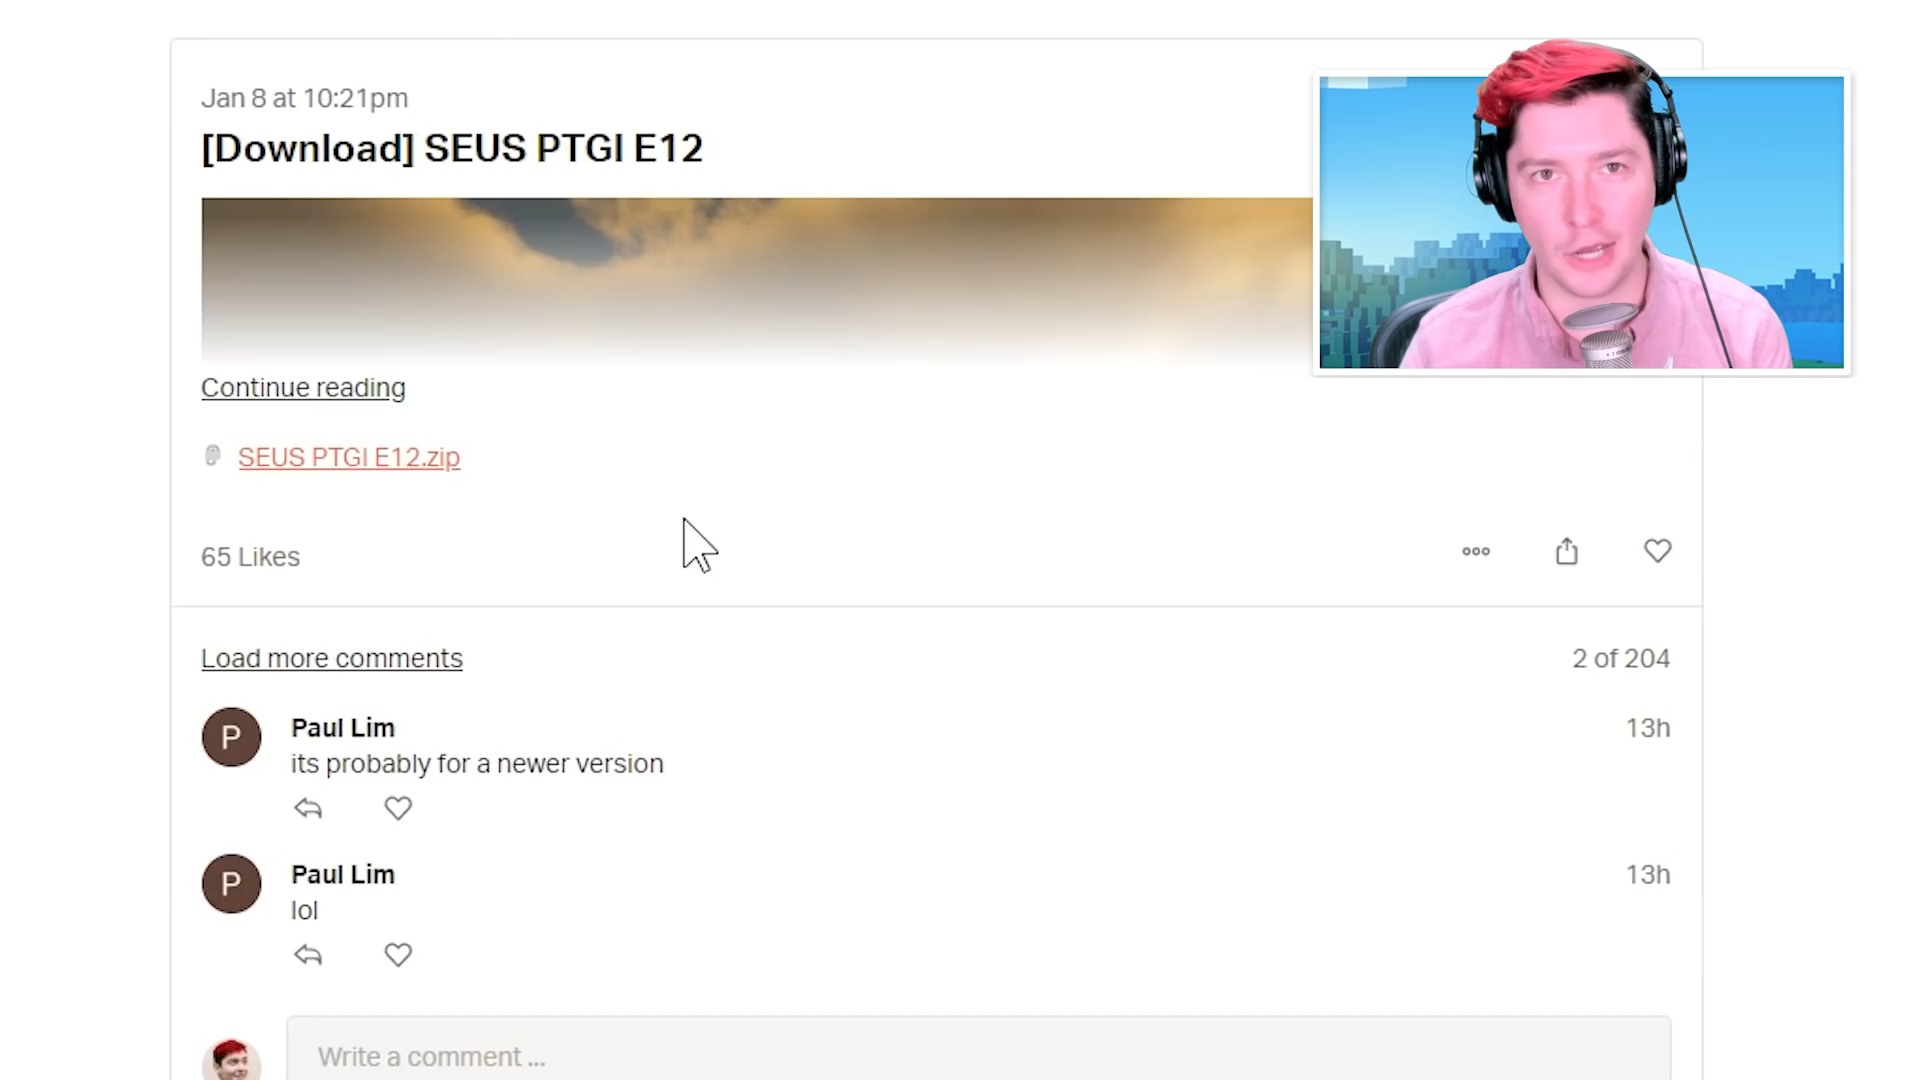 Jan 8 at 10:21pm
[Download] SEUS PTGI E12
Continue reading
SEUS PTGI E12.zip
65 Likes
Load more comments
2 of 204
P
Paul Lim
13h
its probably for a newer version
P
Paul Lim
13h
lol
Write a comment ...